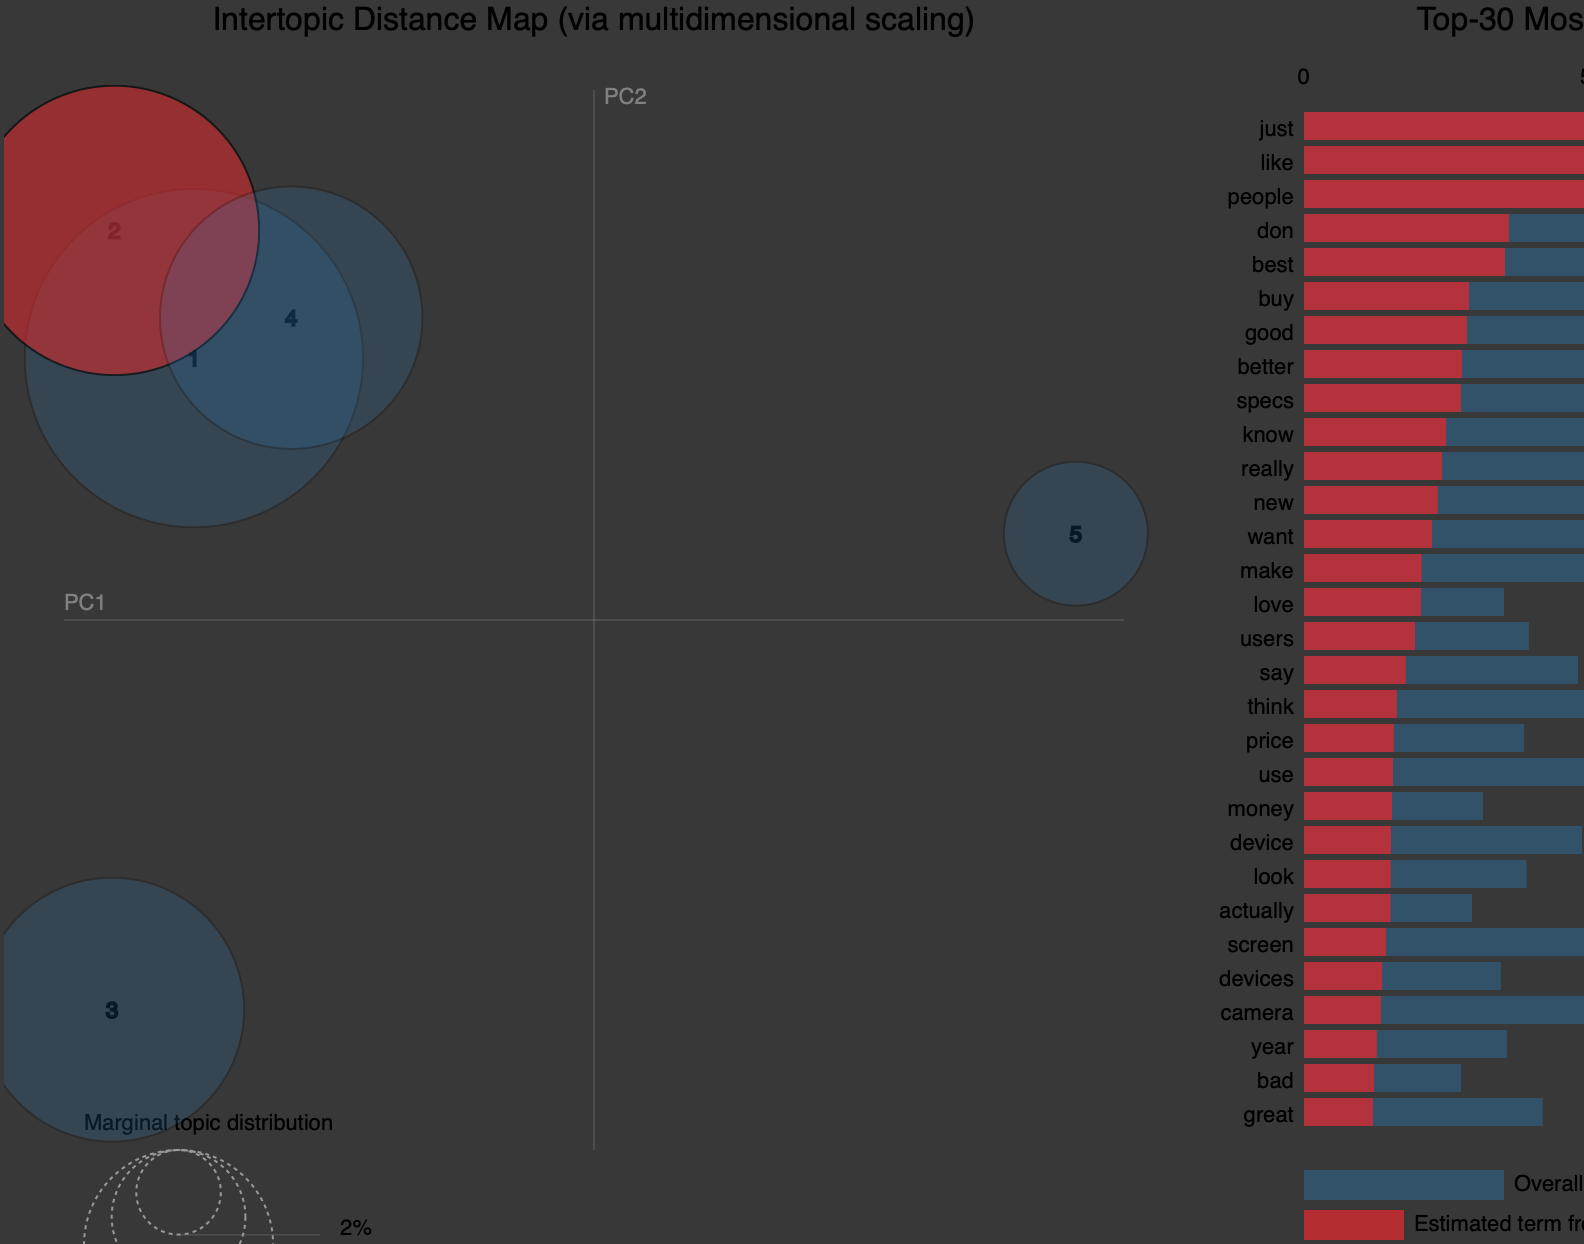 Intertopic Distance Map (via multidimensional scaling)
PC2
PC1
2
4
1
5
3
Marginal topic distribution
2%
Top-30 Mos
0
just
like
people
don
best
buy
good
better
specs
know
really
new
want
make
love
users
say
think
price
use
money
device
look
actually
screen
devices
camera
year
bad
great
Overall
Estimated term fre